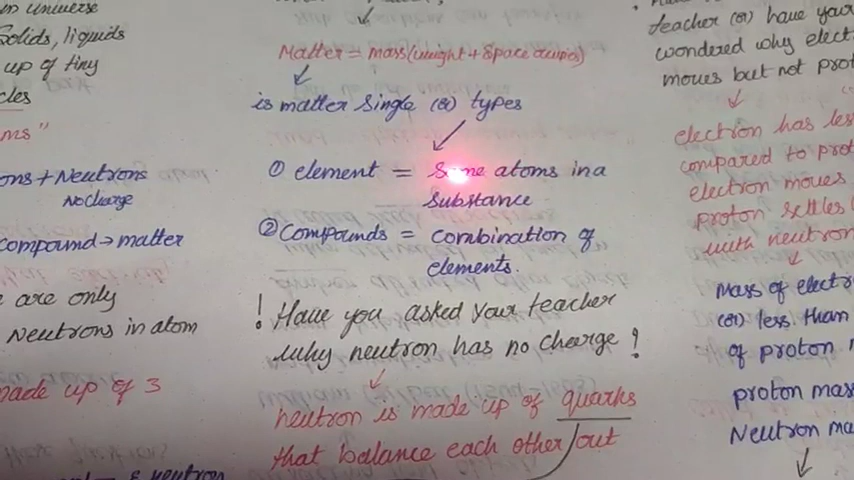 in universe
Solids, liquids
up of tiny
cles
ms"
ons + Neutrons
No charge
compound → matter
are only
Neutrons in atom
made up of 3
& neutron
Matter = mass (weight + space occupies)
is matter single (or) types
① element = Same atoms in a
substance
② Compounds = combination of
elements.
! Have you asked your teacher
why neutron has no charge ?
neutron is made up of quarks
that balance each other out
teacher (or) have your
wondered why elect
moves but not prot
electron has les
compared to prot
electron moves
proton settles (
with neutron
Mass of electr
(or) less than
of proton
proton mass
Neutron ma